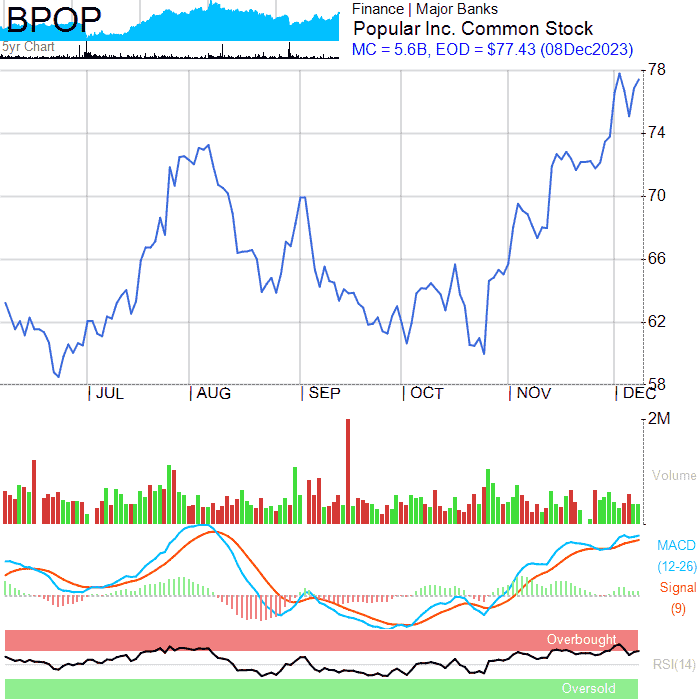 BPOP
5yr Chart
Finance | Major Banks
Popular Inc. Common Stock
MC = 5.6B, EOD = $77.43 (08Dec2023)
78
74
70
66
62
58
JUL AUG SEP OCT NOV DEC
2M
Volume
MACD
(12-26)
Signal
(9)
Overbought
RSI(14)
Oversold